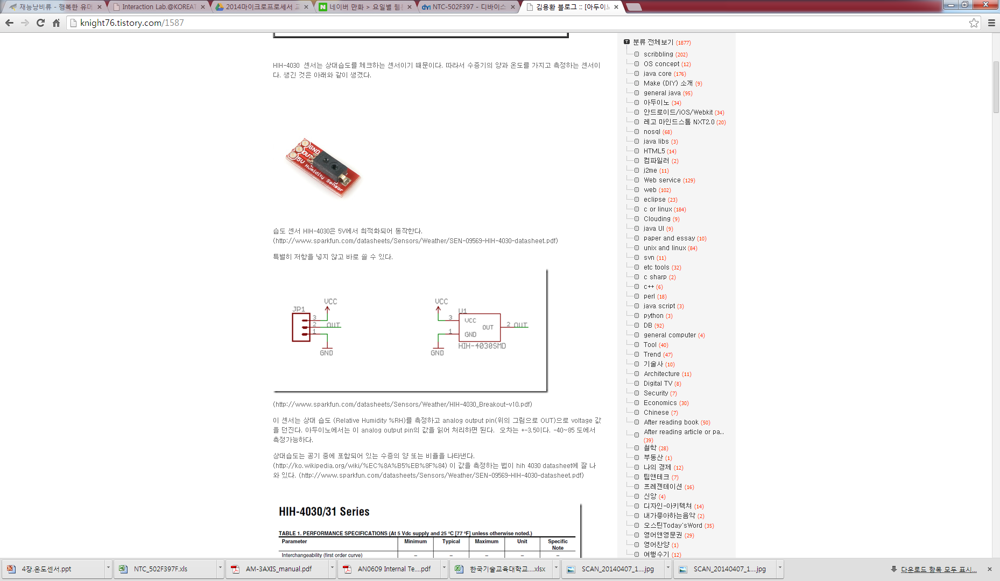 재능낭비류 - 행복한 유머
Interaction Lab.@KOREAT
2014마이크로프로세서 교
네이버 만화 > 요일별 웹툰
NTC-502F397 - 디바이스
김용환 블로그 :: [아두이노
knight76.tistory.com/1587
HIH-4030 센서는 상대습도를 체크하는 센서이기 때문이다. 따라서 수증기의 양과 온도를 가지고 측정하는 센서이
다. 생긴 것은 아래와 같이 생겼다.
GND
OUT
5V Humidity Sensor
습도 센서 HIH-4030은 5V에서 최적화되어 동작한다.
(http://www.sparkfun.com/datasheets/Sensors/Weather/SEN-09569-HIH-4030-datasheet.pdf)
특별히 저항을 넣지 않고 바로 쓸 수 있다.
VCC
JP1
3
2
OUT
1
GND
VCC
U1
3
VCC
OUT
2
OUT
1
GND
HIH-4030SMD
GND
(http://www.sparkfun.com/datasheets/Sensors/Weather/HIH-4030_Breakout-v10.pdf)
이 센서는 상대 습도 (Relative Humidity %RH)를 측정하고 analog output pin(위의 그림으로 OUT)으로 voltage 값
을 던진다. 아두이노에서는 이 analog output pin의 값을 읽어 처리하면 된다. 오차는 +-3.5이다. -40~85 도에서
측정가능하다.
상대습도는 공기 중에 포함되어 있는 수증의 양 또는 비율을 나타낸다.
(http://ko.wikipedia.org/wiki/%EC%8A%B5%EB%8F%84) 이 값을 측정하는 법이 hih 4030 datasheet에 잘 나
와 있다. (http://www.sparkfun.com/datasheets/Sensors/Weather/SEN-09569-HIH-4030-datasheet.pdf)
HIH-4030/31 Series
TABLE 1. PERFORMANCE SPECIFICATIONS (At 5 Vdc supply and 25 °C [77 °F] unless otherwise noted.)
Parameter Minimum Typical Maximum Unit Specific
Note
Interchangeability (first order curve) – – – – –
분류 전체보기 (1877)
scribbling (202)
OS concept (12)
java core (176)
Make (DIY) 소개 (9)
general java (95)
아두이노 (34)
안드로이드/iOS/Webkit (34)
레고 마인드스톰 NXT2.0 (20)
nosql (68)
java libs (3)
HTML5 (14)
컴파일러 (2)
j2me (11)
Web service (129)
web (102)
eclipse (23)
c or linux (184)
Clouding (9)
java UI (9)
paper and essay (10)
unix and linux (84)
svn (11)
etc tools (32)
c sharp (2)
c++ (6)
perl (18)
java script (3)
python (3)
DB (92)
general computer (4)
Tool (40)
Trend (47)
기술사 (10)
Architecture (11)
Digital TV (8)
Security (7)
Economics (30)
Chinese (7)
After reading book (50)
After reading article or pa..
(39)
철학 (28)
부동산 (1)
나의 경제 (12)
팁앤테크 (7)
프레젠테이션 (16)
신앙 (4)
디자인-아키텍쳐 (14)
내가좋아하는음악 (2)
오스틴Today'sWord (35)
영어앤영문권 (29)
영어찬양 (1)
여행수기 (12)
4장.온도센서.ppt
NTC_502F397F.xls
AM-3AXIS_manual.pdf
AN0609 Internal Te....pdf
한국기술교육대학교....xlsx
SCAN_20140407_1....jpg
SCAN_20140407_1....jpg
다운로드 항목 모두 표시...